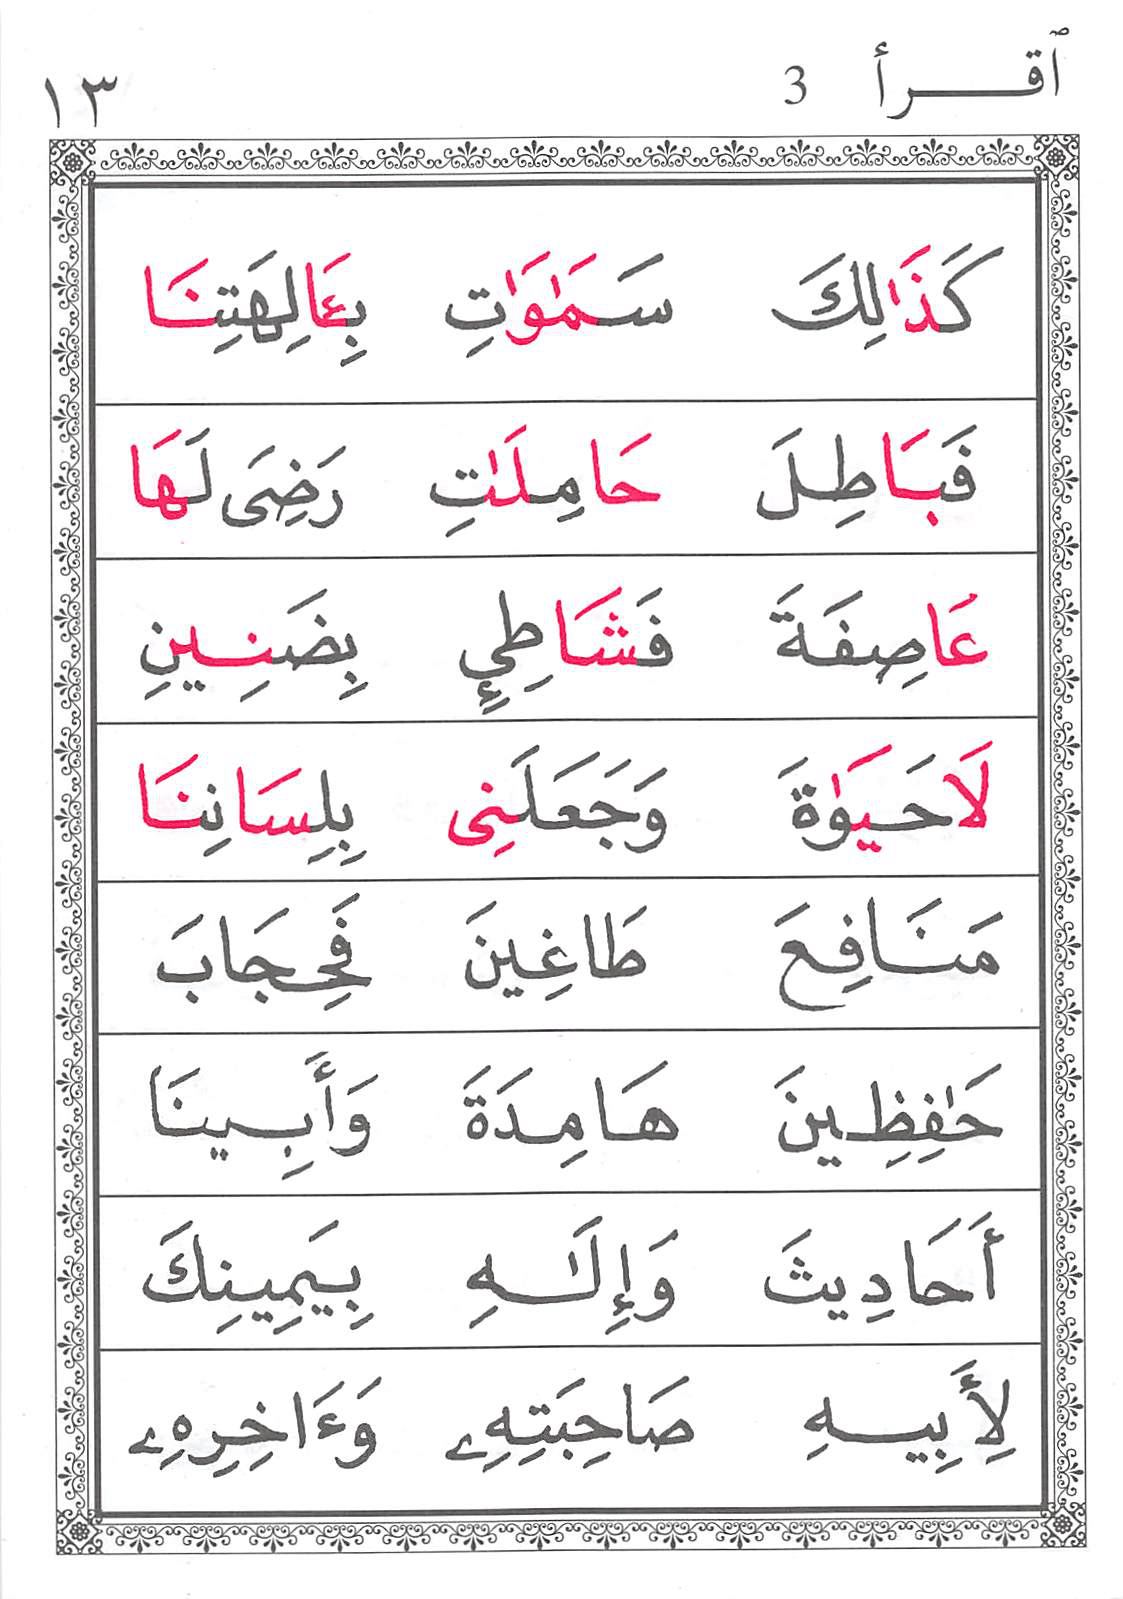 ٱقـــرأ 3 ١٣
كَذَٰلِكَ سَمَٰوَٰتِ بِـَٔالِهَتِنَا
فَبَاطِلَ حَامِلَٰتِ رَضِىَ لَهَا
عَاصِفَةَ فَشَاطِىِٕ بِضَنِينِ
لَاحَيَوٰةَ وَجَعَلَنِى بِلِسَانِنَا
مَنَافِعَ طَاغِينَ فَحِجَابَ
حَٰفِظِينَ هَامِدَةَ وَأَبِينَا
أَحَادِيثَ وَإِلَٰهِ بِيَمِينِكَ
لِأَبِيهِ صَاحِبَتِهِۦ وَءَاخِرِهِۦ